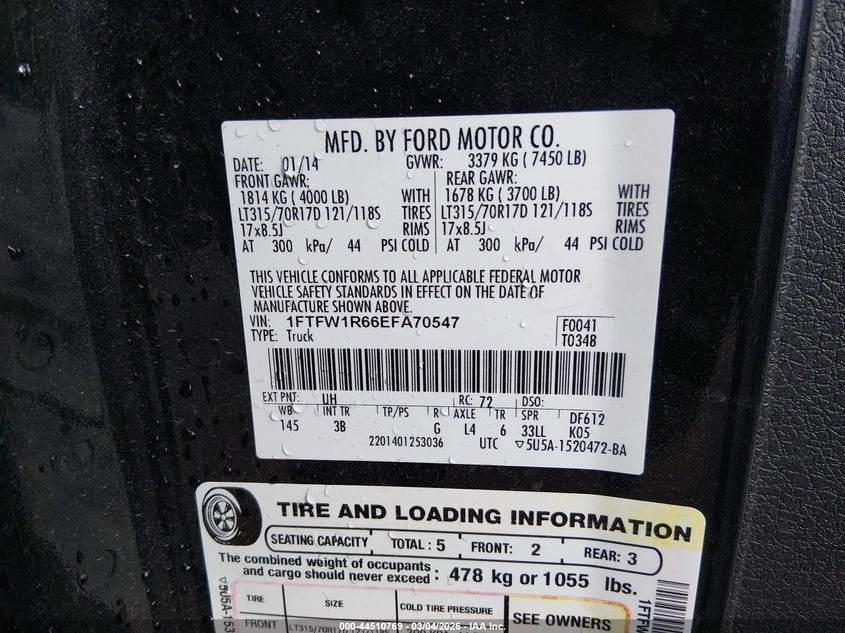 MFD. BY FORD MOTOR CO.
DATE: 01/14 GVWR: 3379 KG ( 7450 LB)
FRONT GAWR: REAR GAWR:
1814 KG ( 4000 LB) WITH 1678 KG ( 3700 LB) WITH
LT315/70R17D 121/118S TIRES LT315/70R17D 121/118S TIRES
17x8.5J RIMS 17x8.5J RIMS
AT 300 kPa/ 44 PSI COLD AT 300 kPa/ 44 PSI COLD
THIS VEHICLE CONFORMS TO ALL APPLICABLE FEDERAL MOTOR
VEHICLE SAFETY STANDARDS IN EFFECT ON THE DATE OF
MANUFACTURE SHOWN ABOVE.
VIN: 1FTFW1R66EFA70547 F0041
TYPE: Truck T0348
EXT PNT: UH RC: 72 DSO:
WB INT TR TP/PS R AXLE TR SPR DF612
145 3B G L4 6 33LL K05
2201401253036 UTC ▽5U5A-1520472-BA
TIRE AND LOADING INFORMATION
SEATING CAPACITY TOTAL : 5 FRONT: 2 REAR: 3
The combined weight of occupants
and cargo should never exceed : 478 kg or 1055 lbs.
TIRE SIZE COLD TIRE PRESSURE SEE OWNERS
FRONT LT315/70R17D 121/118S
▽5U5A-153
1FTFW
000-44510769 - 03/04/2026 - IAA Inc.